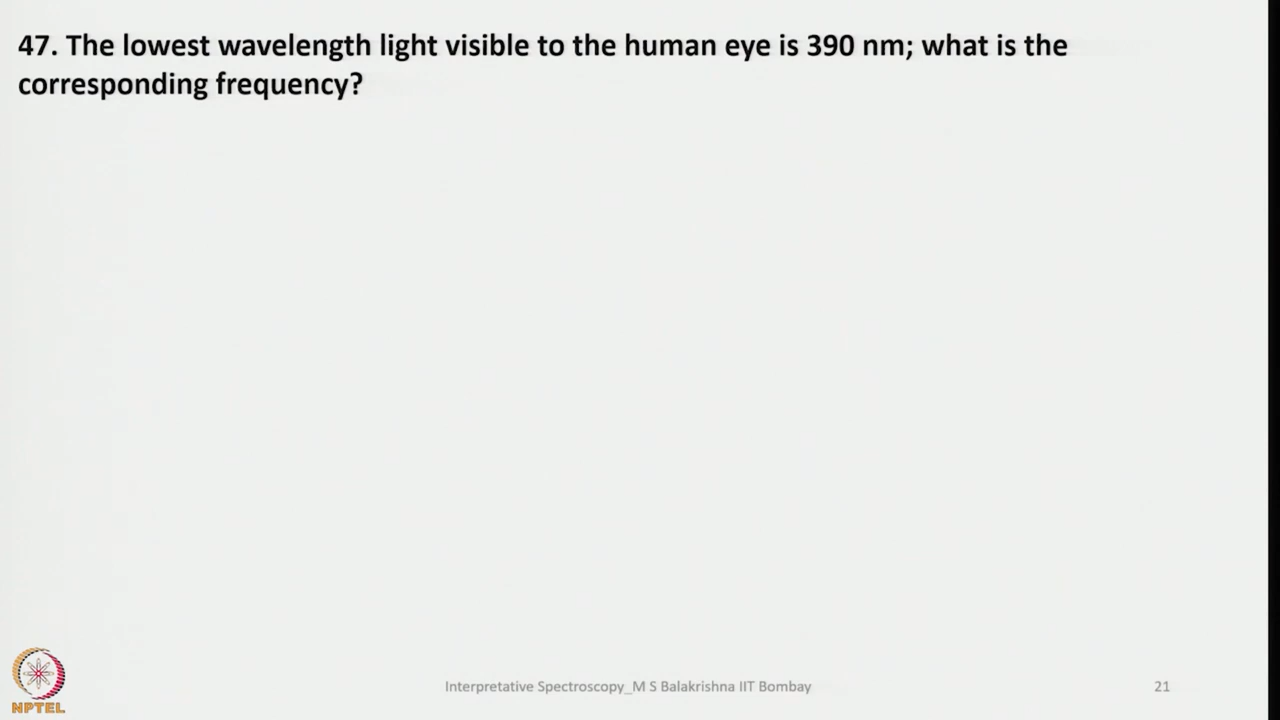 47. The lowest wavelength light visible to the human eye is 390 nm; what is the
corresponding frequency?
NPTEL
Interpretative Spectroscopy_M S Balakrishna IIT Bombay
21